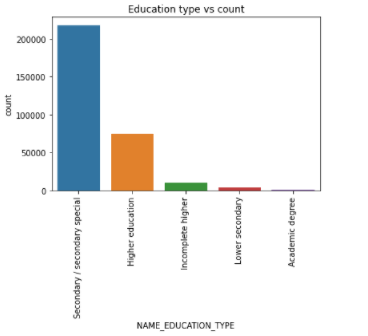 Education type vs count
200000
150000
100000
50000
0
count
Secondary / secondary special
Higher education
Incomplete higher
Lower secondary
Academic degree
NAME_EDUCATION_TYPE